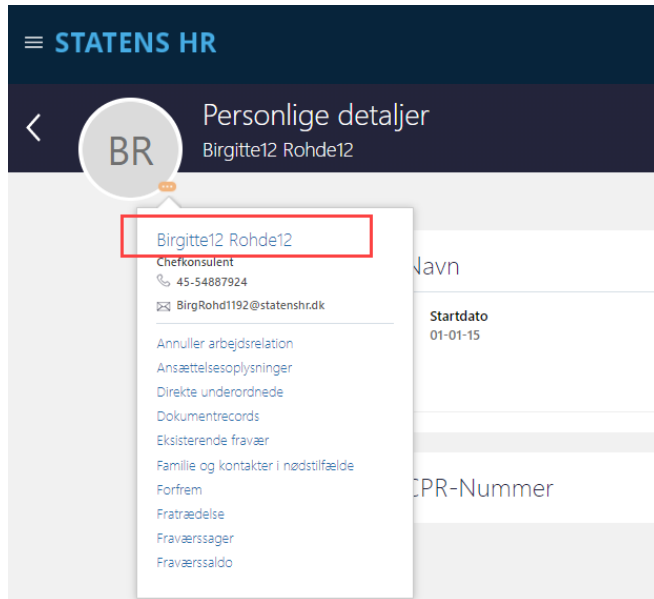 ≡ STATENS HR
Personlige detaljer
BR
Birgitte12 Rohde12
Birgitte12 Rohde12
Chefkonsulent
45-54887924
BirgRohd1192@statenshr.dk
Navn
Startdato
01-01-15
Annuller arbejdsrelation
Ansættelsesoplysninger
Direkte underordnede
Dokumentrecords
Eksisterende fravær
Familie og kontakter i nødstilfælde
Forfrem
Fratrædelse
Fraværssager
Fraværssaldo
CPR-Nummer